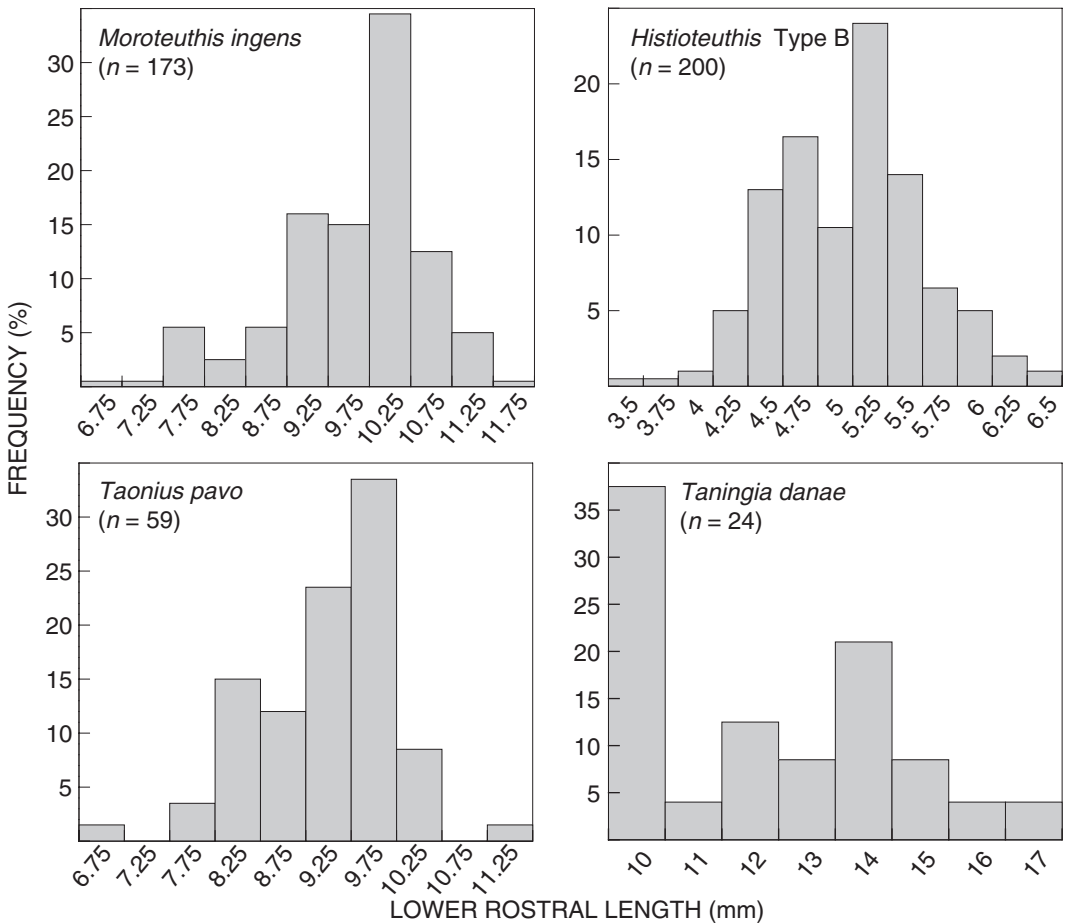 Moroteuthis ingens
(n = 173)
30
25
20
15
10
5
6.75 7.25 7.75 8.25 8.75 9.25 9.75 10.25 10.75 11.25 11.75
Histioteuthis Type B
(n = 200)
20
15
10
5
3.5 3.75 4 4.25 4.5 4.75 5 5.25 5.5 5.75 6 6.25 6.5
FREQUENCY (%)
Taonius pavo
(n = 59)
30
25
20
15
10
5
6.75 7.25 7.75 8.25 8.75 9.25 9.75 10.25 10.75 11.25
Taningia danae
(n = 24)
35
30
25
20
15
10
5
10 11 12 13 14 15 16 17
LOWER ROSTRAL LENGTH (mm)